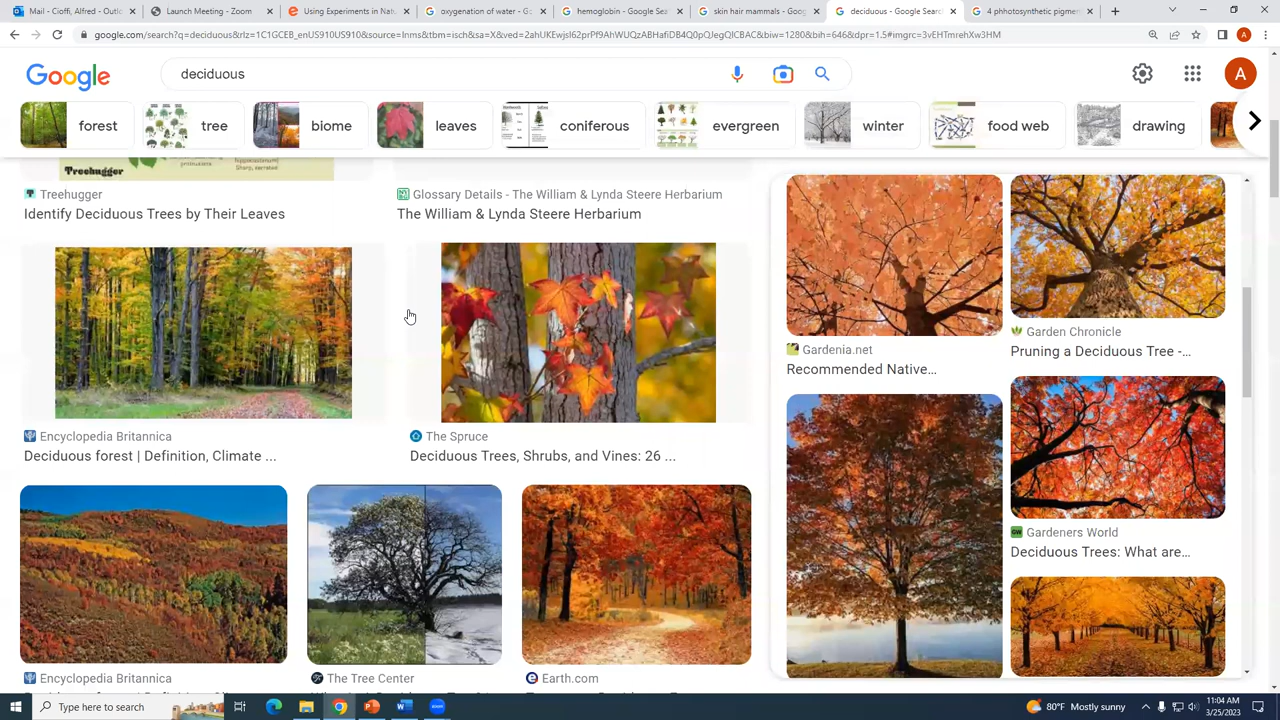 Mail - Cioffi, Alfred - Outlo
Launch Meeting - Zoom
Using Experiments in Natu
oxygenation of water - Go
hemoglobin - Google Sea
skin hair mammals - Goog
deciduous - Google Search
4 phhotosynthetic pigmen
google.com/search?q=deciduous&rlz=1C1GCEB_enUS910US910&source=lnms&tbm=isch&sa=X&ved=2ahUKEwjsl62prPf9AhWUQzABHafiDB4Q0pQJegQICBAC&biw=1280&bih=646&dpr=1.5#imgrc=3vEHTmrehXw3HM
A
Google
deciduous
A
forest
tree
biome
leaves
coniferous
evergreen
winter
food web
drawing
Treehugger
Treehugger
Identify Deciduous Trees by Their Leaves
Glossary Details - The William & Lynda Steere Herbarium
The William & Lynda Steere Herbarium
Encyclopedia Britannica
Deciduous forest | Definition, Climate ...
The Spruce
Deciduous Trees, Shrubs, and Vines: 26 ...
Encyclopedia Britannica
The Tree Center
Earth.com
Gardenia.net
Recommended Native...
Garden Chronicle
Pruning a Deciduous Tree -...
GW
Gardeners World
Deciduous Trees: What are...
Type here to search
80°F Mostly sunny
11:04 AM
3/25/2023